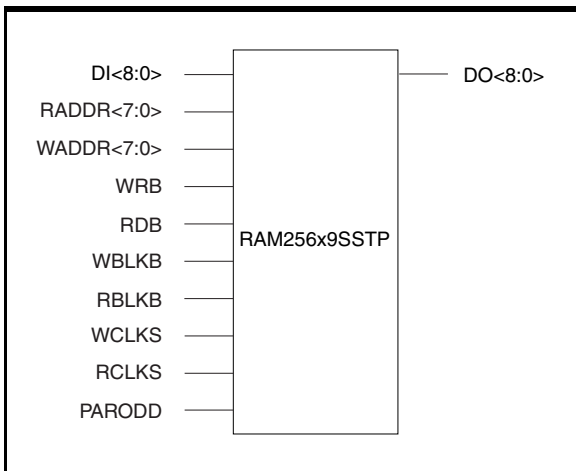 DI<8:0>
DO<8:0>
RADDR<7:0>
WADDR<7:0>
WRB
RDB
RAM256x9SSTP
WBLKB
RBLKB
WCLKS
RCLKS
PARODD